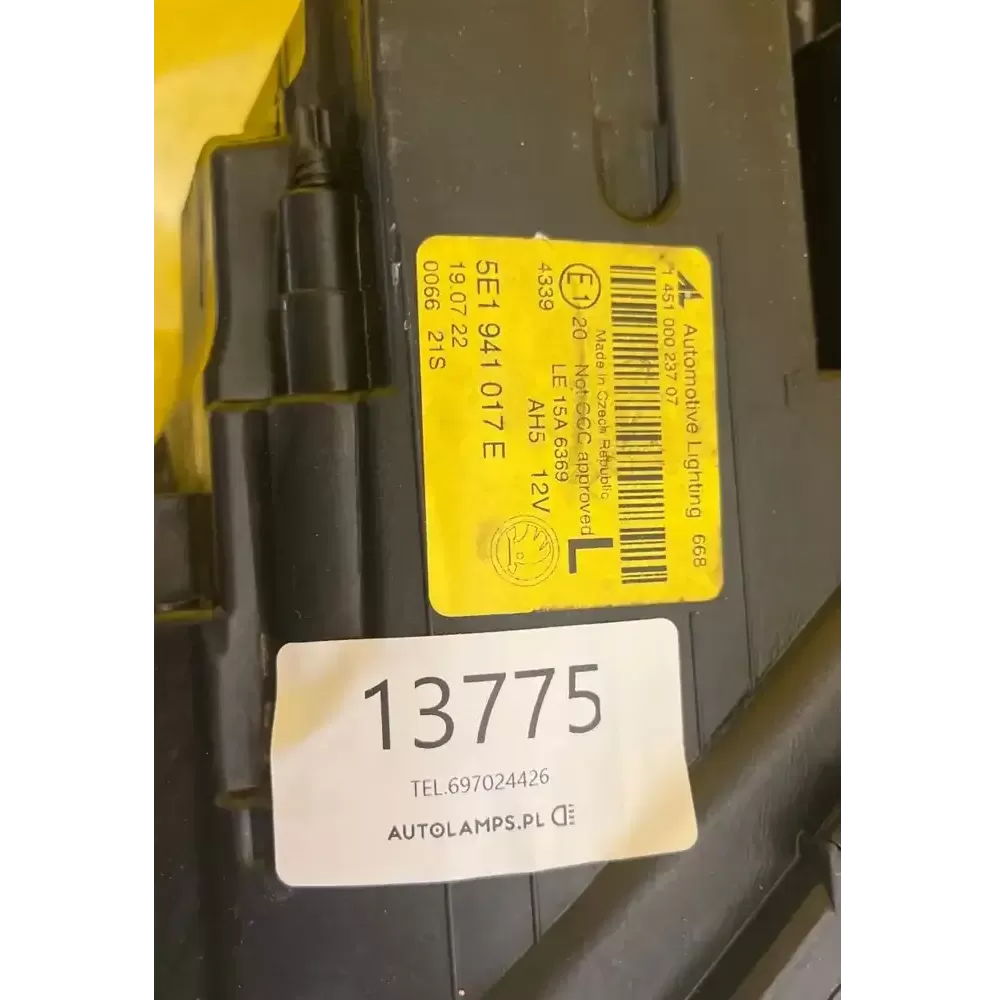 Automotive Lighting 668
1 451 000 237 07
Made in Czech Republic
E1 20 Not CCC approved L
4339 LE 15A 6369
AH5 12V
5E1 941 017 E
19.07.22
0066 21S
13775
TEL.697024426
AUTOLAMPS.PL